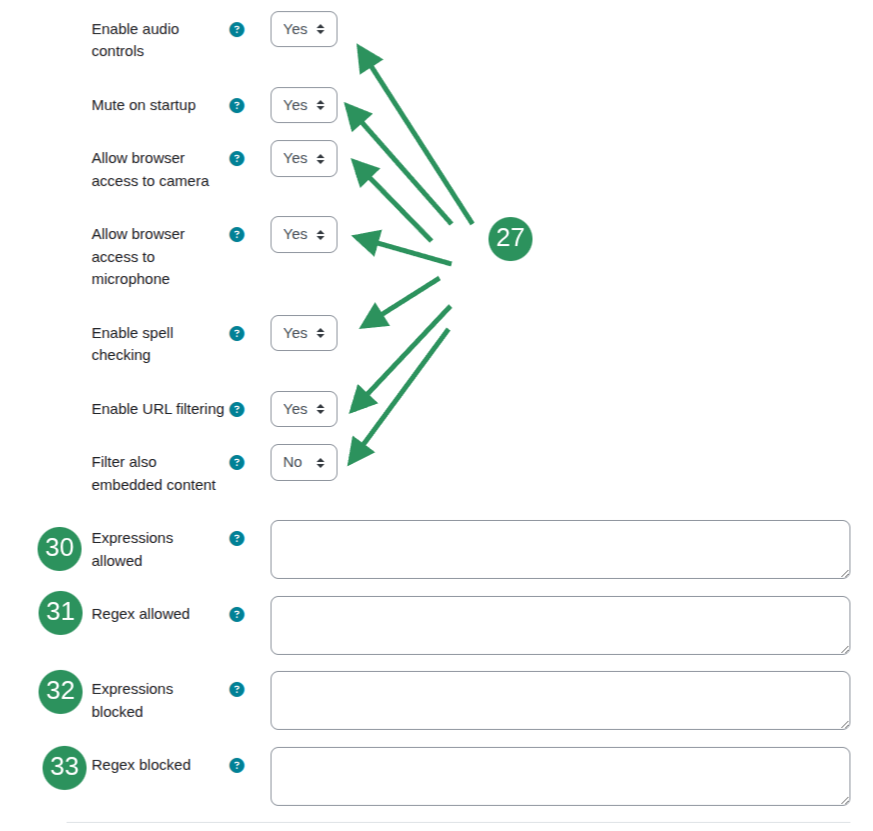 Enable audio
controls
? Yes
Mute on startup ? Yes
Allow browser
access to camera
? Yes
Allow browser
access to
microphone
? Yes
27
Enable spell
checking
? Yes
Enable URL filtering ? Yes
Filter also
embedded content
? No
30 Expressions
allowed
?
31 Regex allowed ?
32 Expressions
blocked
?
33 Regex blocked ?